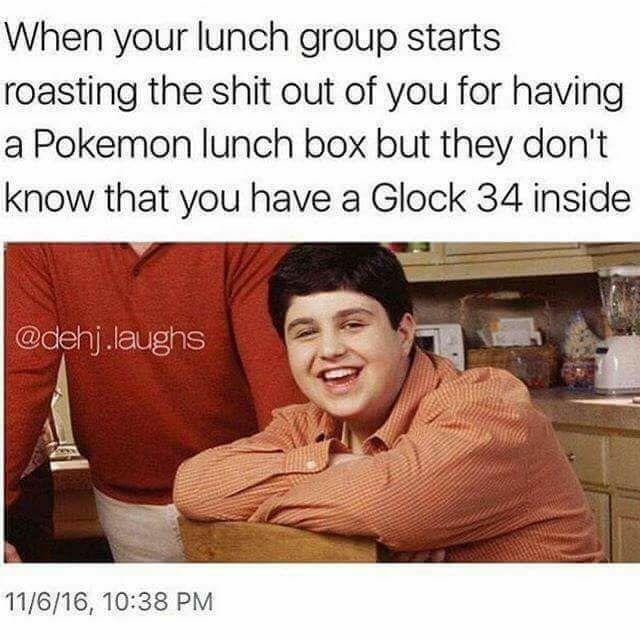 When your lunch group starts
roasting the shit out of you for having
a Pokemon lunch box but they don't
know that you have a Glock 34 inside
@dehj.laughs
11/6/16, 10:38 PM